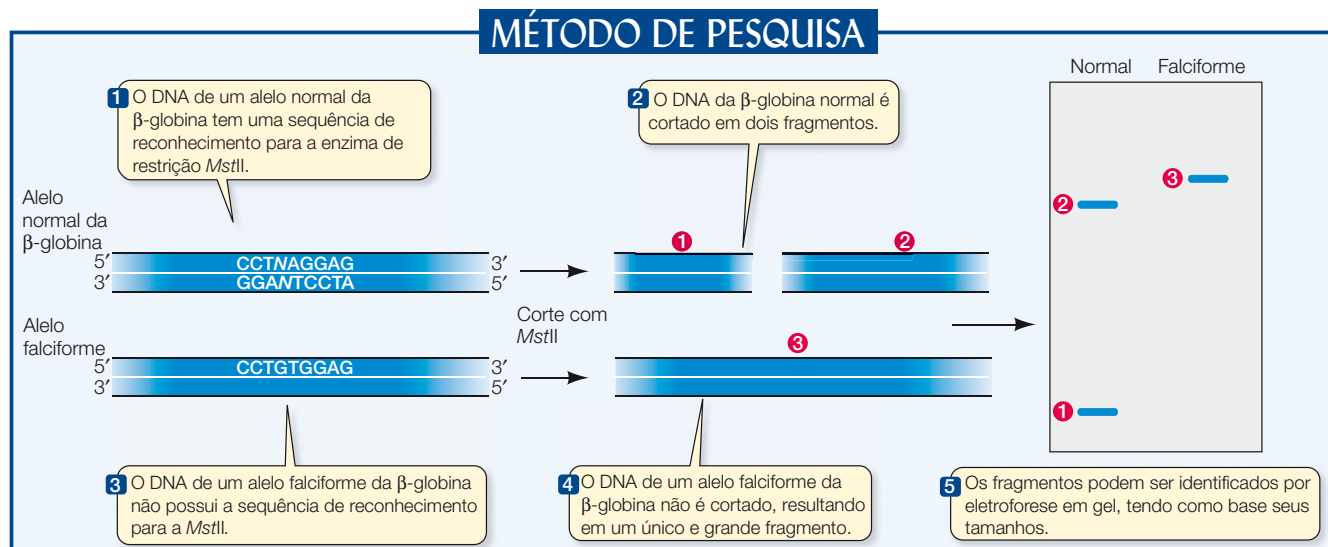 MÉTODO DE PESQUISA
1 O DNA de um alelo normal da
β-globina tem uma sequência de
reconhecimento para a enzima de
restrição MstII.
2 O DNA da β-globina normal é
cortado em dois fragmentos.
Normal Falciforme
3
2
1
Alelo
normal da
β-globina
5′ CCTNAGGAG 3′
3′ GGANTCCTA 5′
1 2
Corte com
MstII
Alelo
falciforme
5′ CCTGTGGAG 3′
3′ 5′
3
3 O DNA de um alelo falciforme da β-globina
não possui a sequência de reconhecimento
para a MstII.
4 O DNA de um alelo falciforme da
β-globina não é cortado, resultando
em um único e grande fragmento.
5 Os fragmentos podem ser identificados por
eletroforese em gel, tendo como base seus
tamanhos.